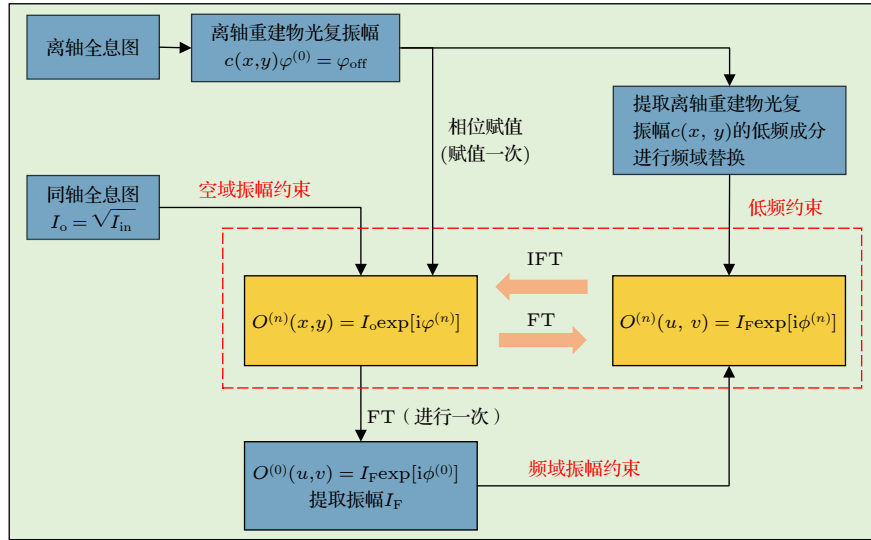 离轴全息图
离轴重建物光复振幅
c(x,y)φ^{(0)} = φ_{off}
相位赋值
(赋值一次)
提取离轴重建物光复
振幅c(x, y)的低频成分
进行频域替换
同轴全息图
I_o = √I_{in}
空域振幅约束
低频约束
IFT
O^{(n)}(x,y) = I_o exp[iφ^{(n)}]
FT
O^{(n)}(u, v) = I_F exp[iϕ^{(n)}]
FT（进行一次）
O^{(0)}(u,v) = I_F exp[iϕ^{(0)}]
提取振幅I_F
频域振幅约束